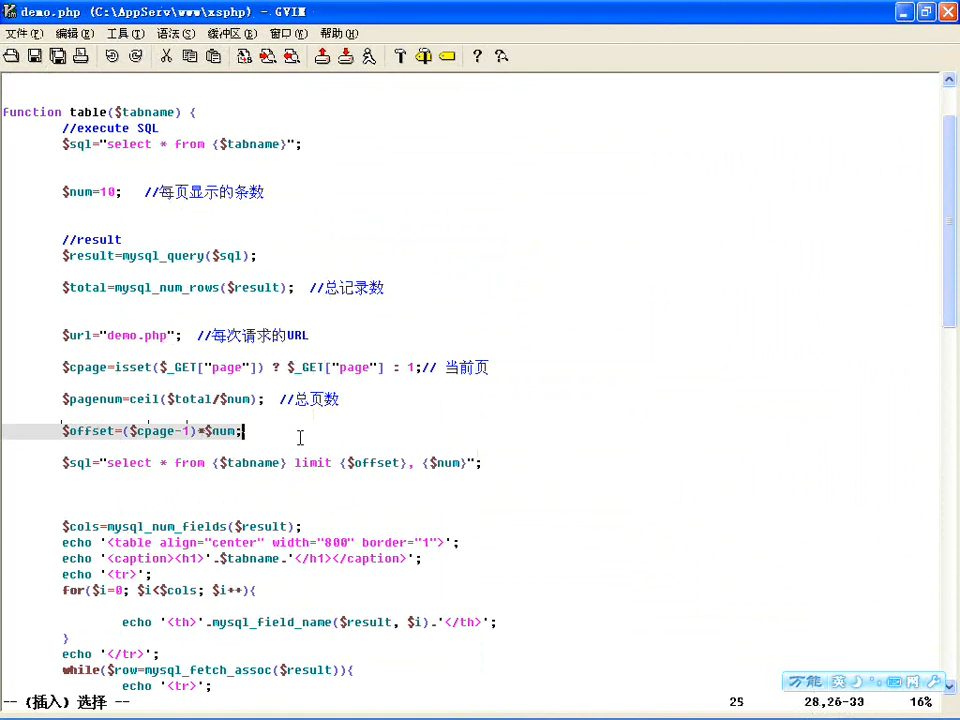 demo.php (C:\AppServ\www\xsphp) - GVIM
文件(F) 编辑(E) 工具(T) 语法(S) 缓冲区(B) 窗口(W) 帮助(H)
Function table($tabname) {
//execute SQL
$sql="select * from {$tabname}";
$num=10; //每页显示的条数
//result
$result=mysql_query($sql);
$total=mysql_num_rows($result); //总记录数
$url="demo.php"; //每次请求的URL
$cpage=isset($_GET["page"]) ? $_GET["page"] : 1;// 当前页
$pagenum=ceil($total/$num); //总页数
$offset=($cpage-1)*$num;
$sql="select * from {$tabname} limit {$offset}, {$num}";
$cols=mysql_num_fields($result);
echo '<table align="center" width="800" border="1">';
echo '<caption><h1>'.$tabname.'</h1></caption>';
echo '<tr>';
for($i=0; $i<$cols; $i++){
echo '<th>'.mysql_field_name($result, $i).'</th>';
}
echo '</tr>';
while($row=mysql_fetch_assoc($result)){
echo '<tr>';
万能 英
-- (插入) 选择 -- 25 28,26-33 16%